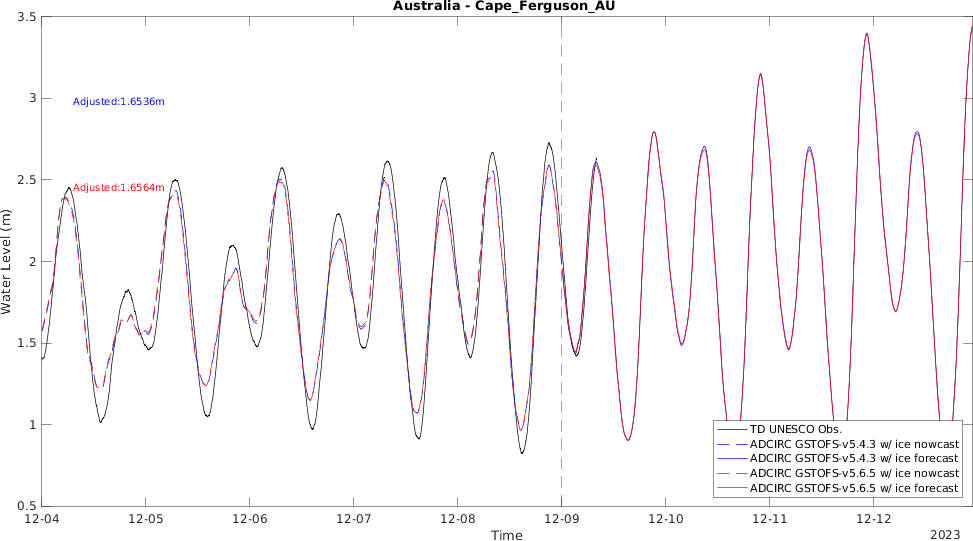 Australia - Cape_Ferguson_AU
3.5
3
2.5
2
1.5
1
0.5
Water Level (m)
Adjusted:1.6536m
Adjusted:1.6564m
TD UNESCO Obs.
ADCIRC GSTOFS-v5.4.3 w/ ice nowcast
ADCIRC GSTOFS-v5.4.3 w/ ice forecast
ADCIRC GSTOFS-v5.6.5 w/ ice nowcast
ADCIRC GSTOFS-v5.6.5 w/ ice forecast
12-04 12-05 12-06 12-07 12-08 12-09 12-10 12-11 12-12
Time
2023